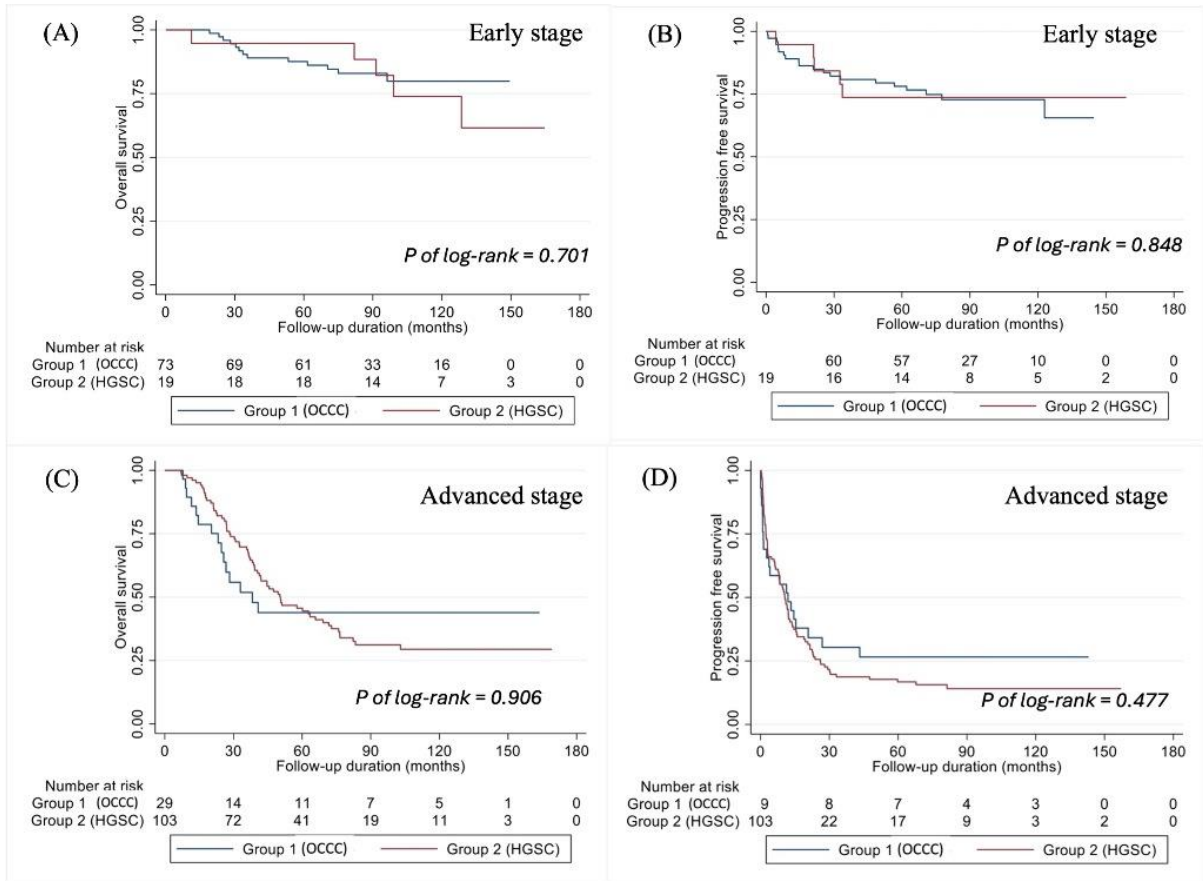 (A)
Early stage
1.00
0.75
0.50
0.25
0.00
Overall survival
P of log-rank = 0.701
0 30 60 90 120 150 180
Follow-up duration (months)
Number at risk
Group 1 (OCCC) 73 69 61 33 16 0 0
Group 2 (HGSC) 19 18 18 14 7 3 0
Group 1 (OCCC) Group 2 (HGSC)
(B)
Early stage
1.00
0.75
0.50
0.25
0.00
Progression free survival
P of log-rank = 0.848
0 30 60 90 120 150 180
Follow-up duration (months)
Number at risk
Group 1 (OCCC) 60 57 27 10 0 0
Group 2 (HGSC) 19 16 14 8 5 2 0
Group 1 (OCCC) Group 2 (HGSC)
(C)
Advanced stage
1.00
0.75
0.50
0.25
0.00
Overall survival
P of log-rank = 0.906
0 30 60 90 120 150 180
Follow-up duration (months)
Number at risk
Group 1 (OCCC) 29 14 11 7 5 1 0
Group 2 (HGSC) 103 72 41 19 11 3 0
Group 1 (OCCC) Group 2 (HGSC)
(D)
Advanced stage
1.00
0.75
0.50
0.25
0.00
Progression free survival
P of log-rank = 0.477
0 30 60 90 120 150 180
Follow-up duration (months)
Number at risk
Group 1 (OCCC) 9 8 7 4 3 0 0
Group 2 (HGSC) 103 22 17 9 3 2 0
Group 1 (OCCC) Group 2 (HGSC)